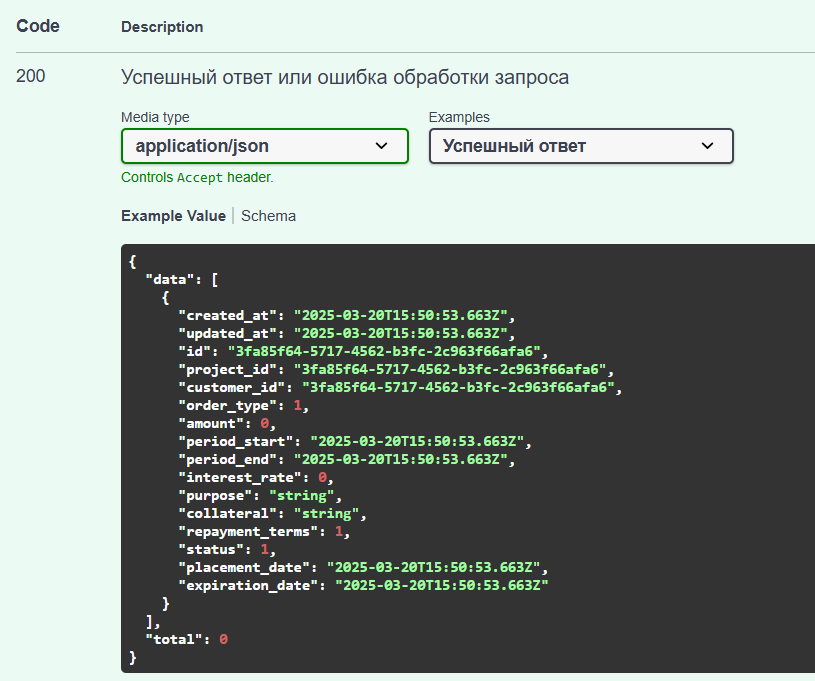 Code Description
200 Успешный ответ или ошибка обработки запроса
Media type Examples
application/json Успешный ответ
Controls Accept header.
Example Value Schema
{
  "data": [
    {
      "created_at": "2025-03-20T15:50:53.663Z",
      "updated_at": "2025-03-20T15:50:53.663Z",
      "id": "3fa85f64-5717-4562-b3fc-2c963f66afa6",
      "project_id": "3fa85f64-5717-4562-b3fc-2c963f66afa6",
      "customer_id": "3fa85f64-5717-4562-b3fc-2c963f66afa6",
      "order_type": 1,
      "amount": 0,
      "period_start": "2025-03-20T15:50:53.663Z",
      "period_end": "2025-03-20T15:50:53.663Z",
      "interest_rate": 0,
      "purpose": "string",
      "collateral": "string",
      "repayment_terms": 1,
      "status": 1,
      "placement_date": "2025-03-20T15:50:53.663Z",
      "expiration_date": "2025-03-20T15:50:53.663Z"
    }
  ],
  "total": 0
}